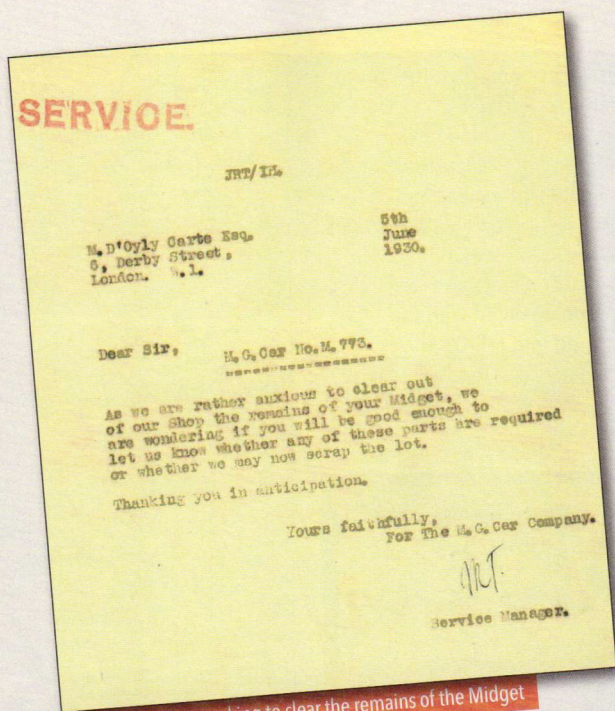 SERVICE.
JRT/IH.
M. D'Oyly Carte Esq. 5th
6, Derby Street, June
London. W.1. 1930.
Dear Sir,
M.G. Car No. M. 773.
As we are rather anxious to clear out
of our Shop the remains of your Midget, we
are wondering if you will be good enough to
let us know whether any of these parts are required
or whether we may now scrap the lot.
Thanking you in anticipation.
Yours faithfully,
For The M.G. Car Company.
JRT.
Service Manager.
to clear the remains of the Midget